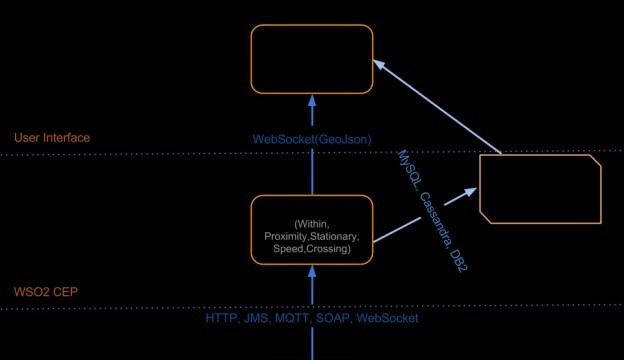 User Interface
WebSocket(GeoJson)
MySQL, Cassandra, DB2
(Within,
Proximity,Stationary,
Speed,Crossing)
WSO2 CEP
HTTP, JMS, MQTT, SOAP, WebSocket